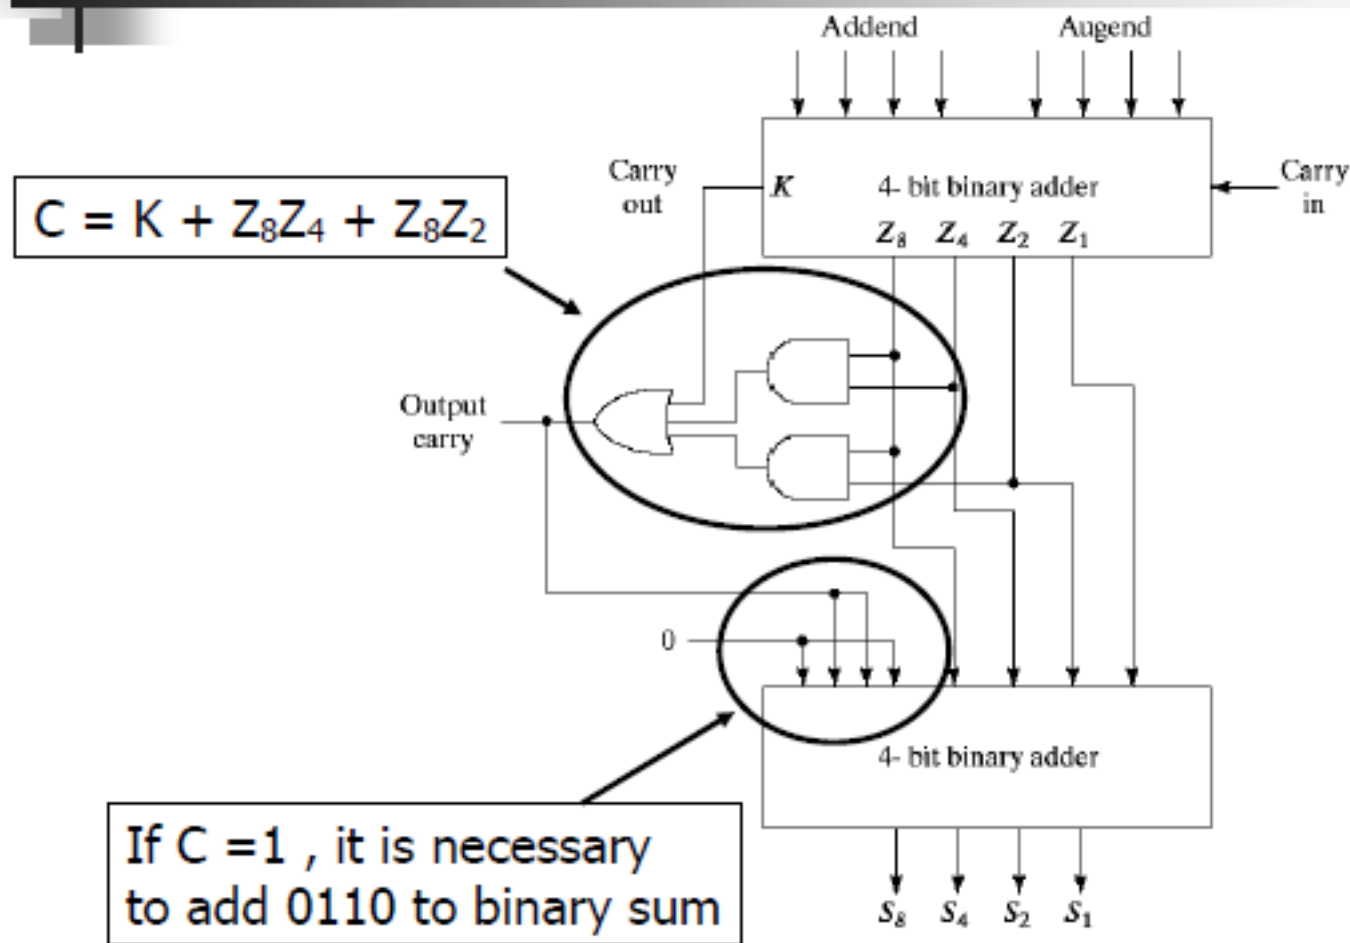 Addend
Augend
Carry
out
K
4- bit binary adder
Carry
in
C = K + Z₈Z₄ + Z₈Z₂
Z₈ Z₄ Z₂ Z₁
Output
carry
0
4- bit binary adder
If C =1 , it is necessary
to add 0110 to binary sum
S₈ S₄ S₂ S₁